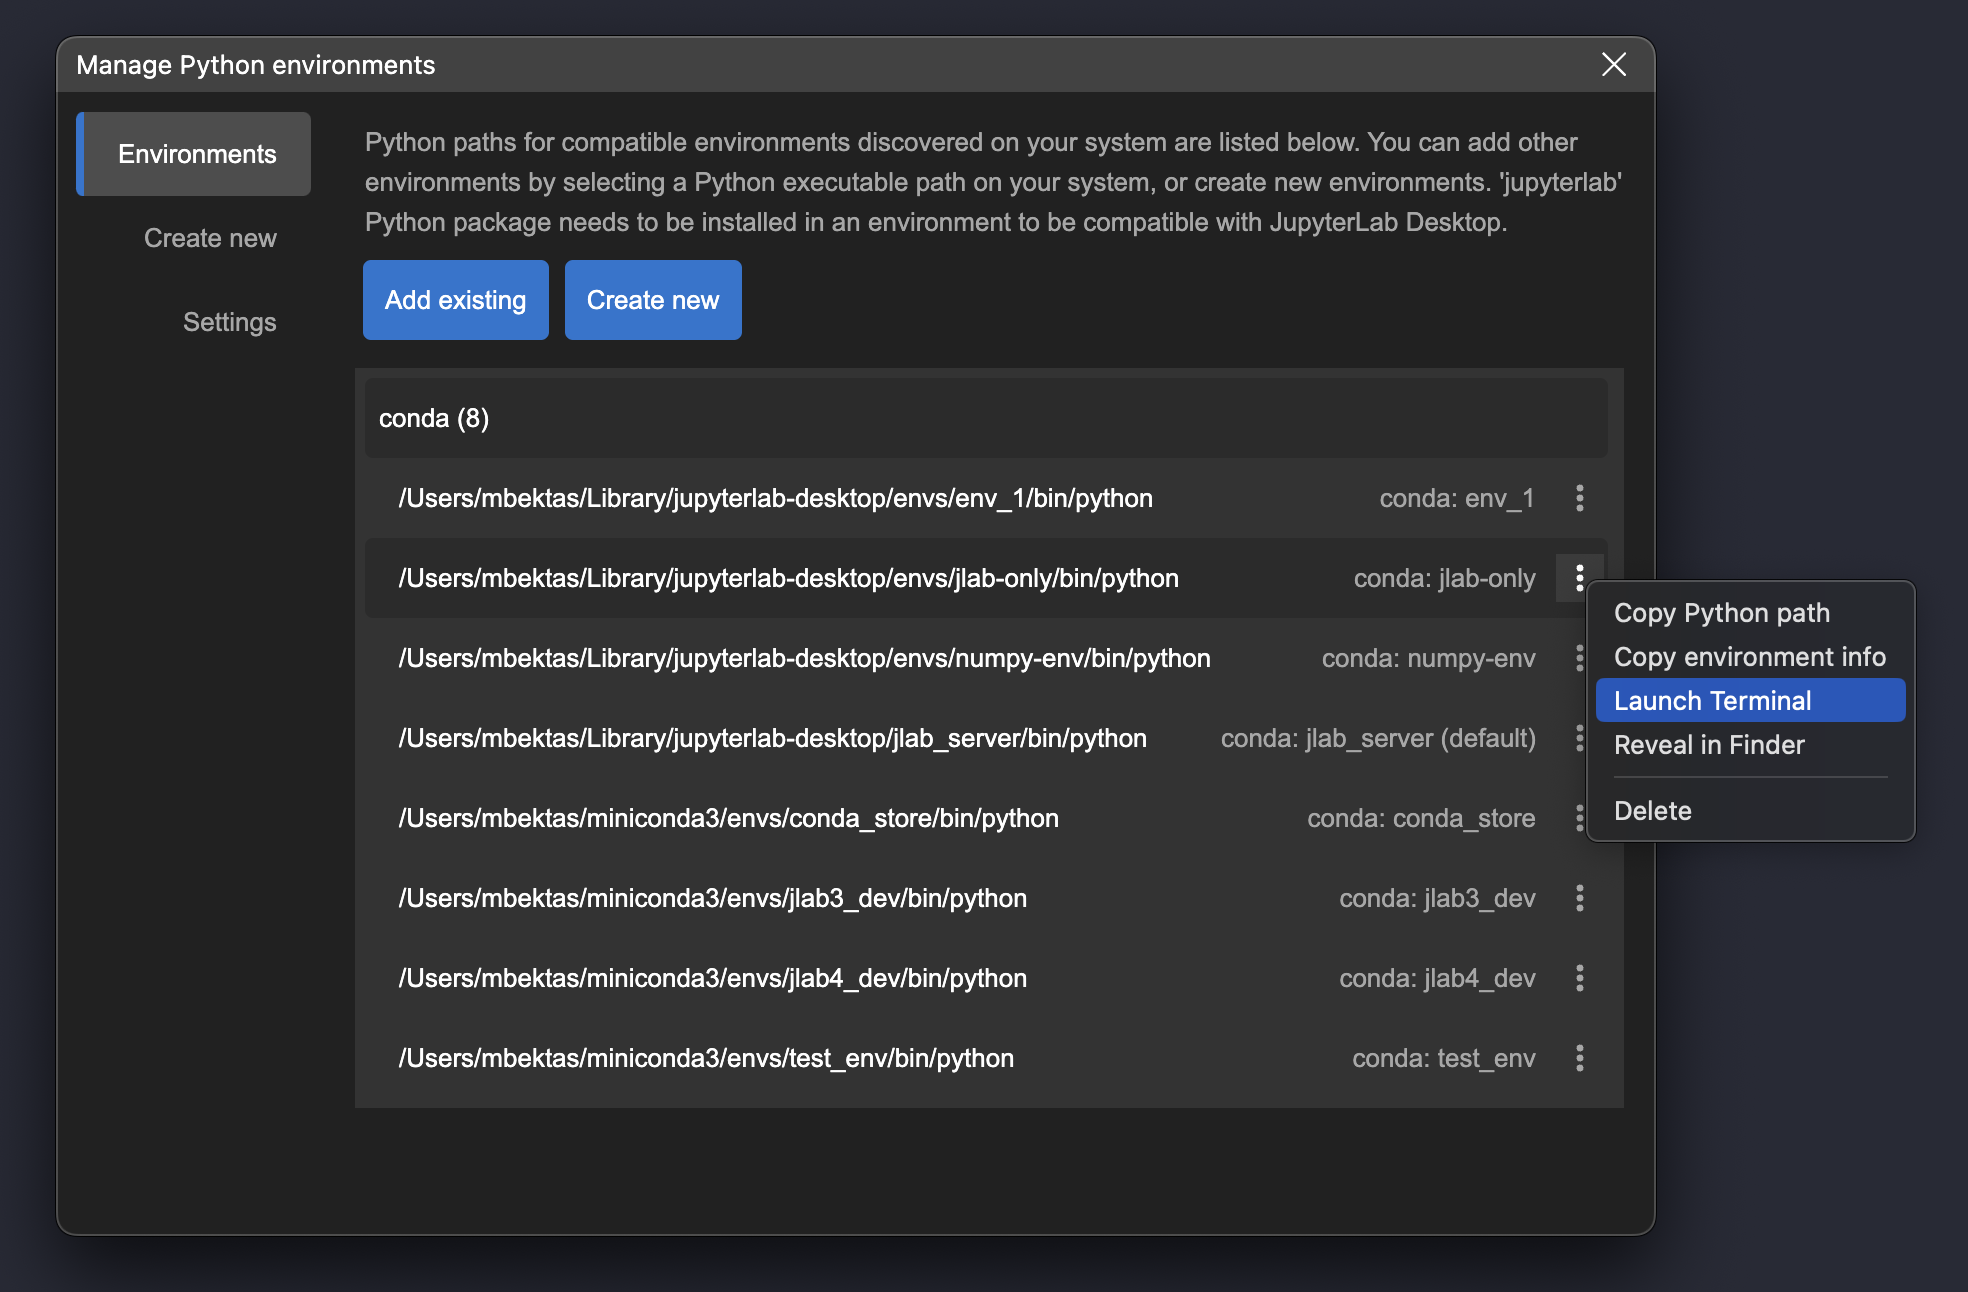 Manage Python environments
Environments
Create new
Settings
Python paths for compatible environments discovered on your system are listed below. You can add other
environments by selecting a Python executable path on your system, or create new environments. 'jupyterlab'
Python package needs to be installed in an environment to be compatible with JupyterLab Desktop.
Add existing
Create new
conda (8)
/Users/mbektas/Library/jupyterlab-desktop/envs/env_1/bin/python conda: env_1
/Users/mbektas/Library/jupyterlab-desktop/envs/jlab-only/bin/python conda: jlab-only
/Users/mbektas/Library/jupyterlab-desktop/envs/numpy-env/bin/python conda: numpy-env
/Users/mbektas/Library/jupyterlab-desktop/jlab_server/bin/python conda: jlab_server (default)
/Users/mbektas/miniconda3/envs/conda_store/bin/python conda: conda_store
/Users/mbektas/miniconda3/envs/jlab3_dev/bin/python conda: jlab3_dev
/Users/mbektas/miniconda3/envs/jlab4_dev/bin/python conda: jlab4_dev
/Users/mbektas/miniconda3/envs/test_env/bin/python conda: test_env
Copy Python path
Copy environment info
Launch Terminal
Reveal in Finder
Delete